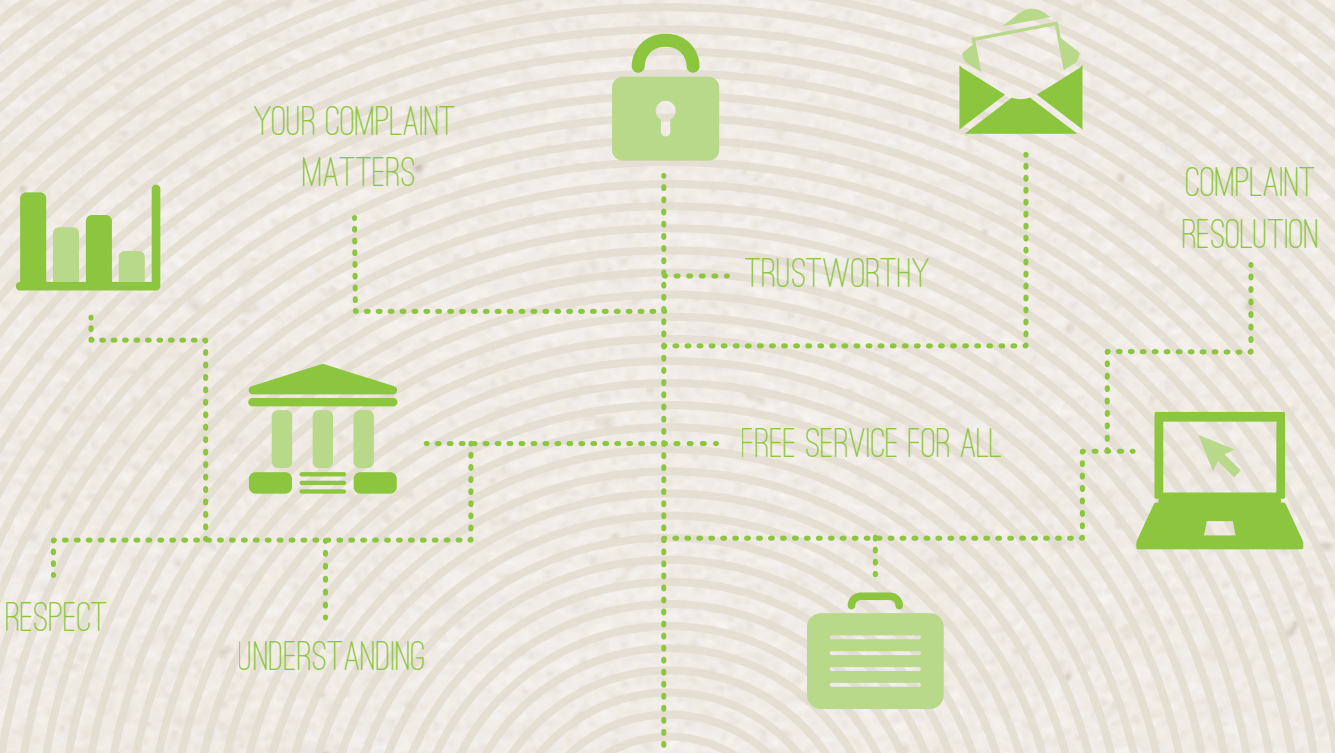 YOUR COMPLAINT
MATTERS
COMPLAINT
RESOLUTION
TRUSTWORTHY
FREE SERVICE FOR ALL
RESPECT
UNDERSTANDING